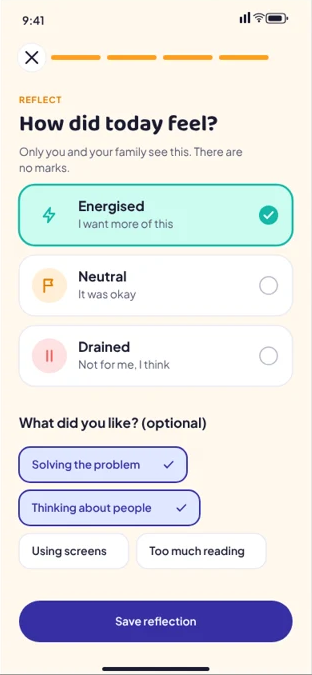 9:41
REFLECT
How did today feel?
Only you and your family see this. There are
no marks.
Energised
I want more of this
Neutral
It was okay
Drained
Not for me, I think
What did you like? (optional)
Solving the problem
Thinking about people
Using screens
Too much reading
Save reflection